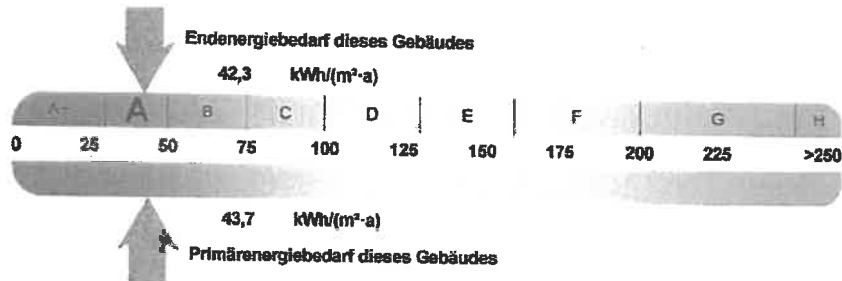 Endenergiebedarf dieses Gebäudes
42,3 kWh/(m²·a)
A+ A B C D E F G H
0 25 50 75 100 125 150 175 200 225 >250
43,7 kWh/(m²·a)
Primärenergiebedarf dieses Gebäudes